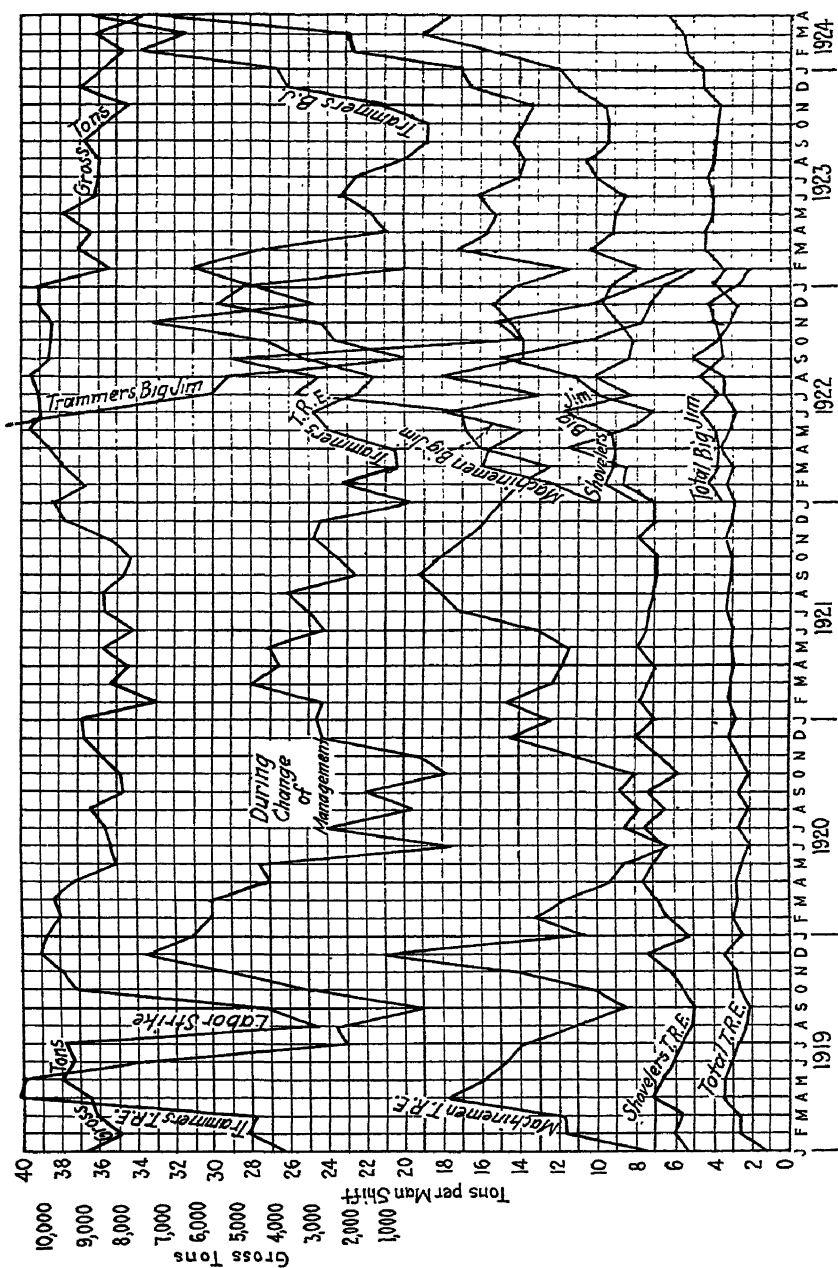 Gross Tons
10,000
9,000
8,000
7,000
6,000
5,000
4,000
3,000
2,000
1,000
Tons per Man Shift
40
38
36
34
32
30
28
26
24
22
20
18
16
14
12
10
8
6
4
2
0
Gross Tons
Trammers T.R.E.
Labor Strike
Machinemen T.R.E.
Shovelers T.R.E.
Total T.R.E.
During
Change
of
Management
Trammers, Big Jim
Trammers T.R.E.
Machinemen Big Jim
Shovelers Big Jim
Total Big Jim
Gross Tons
Trammers B.J.
J F M A M J J A S O N D J F M A M J J A S O N D J F M A M J J A S O N D J F M A M J J A S O N D J F M A M J J A S O N D J F M A
1919 1920 1921 1922 1923 1924